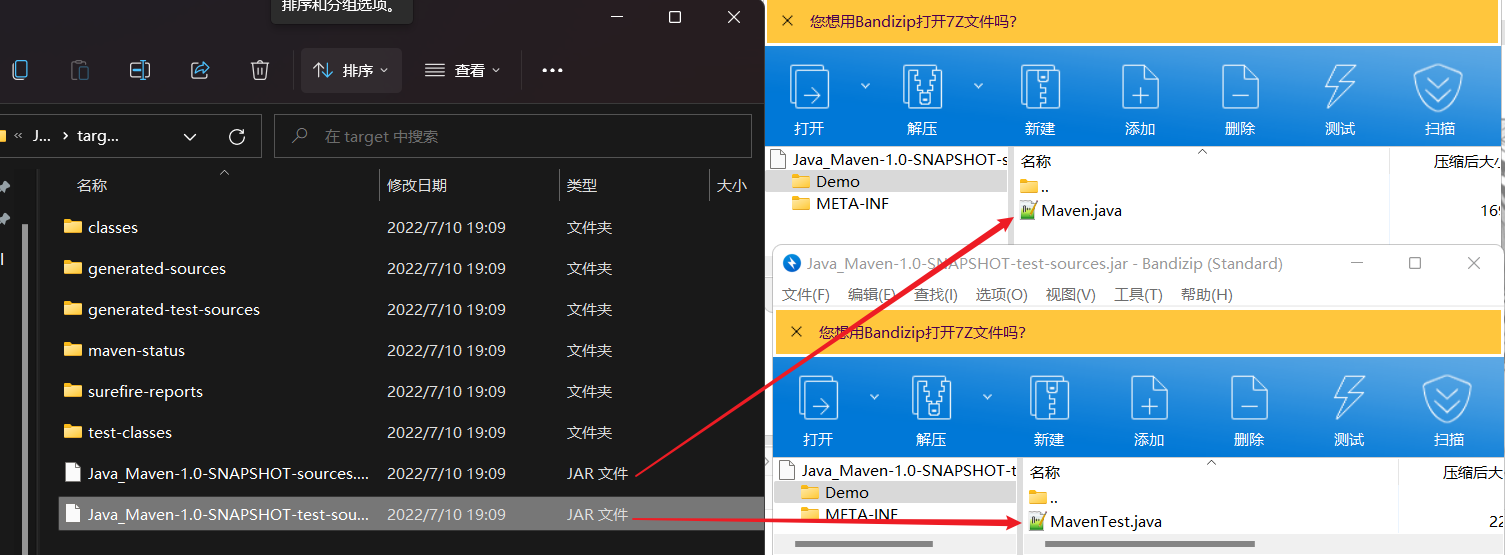 排序和分组选项。
排序
查看
J...
targ...
在 target 中搜索
名称
修改日期
类型
大小
classes
2022/7/10 19:09
文件夹
generated-sources
2022/7/10 19:09
文件夹
generated-test-sources
2022/7/10 19:09
文件夹
maven-status
2022/7/10 19:09
文件夹
surefire-reports
2022/7/10 19:09
文件夹
test-classes
2022/7/10 19:09
文件夹
Java_Maven-1.0-SNAPSHOT-sources....
2022/7/10 19:09
JAR 文件
Java_Maven-1.0-SNAPSHOT-test-sou...
2022/7/10 19:09
JAR 文件
您想用Bandizip打开7Z文件吗?
打开
解压
新建
添加
删除
测试
扫描
Java_Maven-1.0-SNAPSHOT-s
Demo
META-INF
名称
压缩后大小
..
Maven.java
169
Java_Maven-1.0-SNAPSHOT-test-sources.jar - Bandizip (Standard)
文件(F)
编辑(E)
查找(I)
选项(O)
视图(V)
工具(T)
帮助(H)
您想用Bandizip打开7Z文件吗?
打开
解压
新建
添加
删除
测试
扫描
Java_Maven-1.0-SNAPSHOT-t
Demo
META-INF
名称
压缩后大小
..
MavenTest.java
22